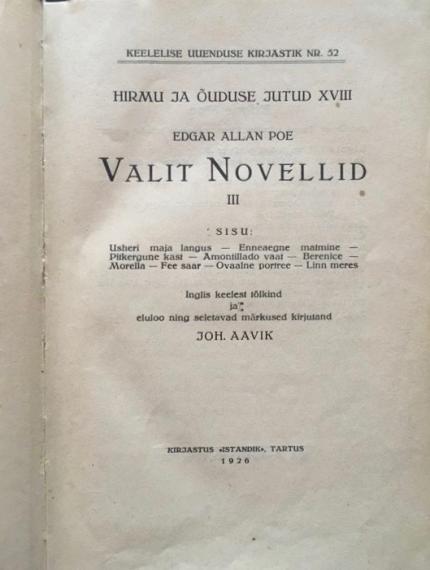 KEELELISE UUENDUSE KIRJASTIK NR. 52
HIRMU JA ÕUDUSE JUTUD XVIII
EDGAR ALLAN POE
VALIT NOVELLID
III
SISU:
Usheri maja langus — Enneaegne matmine —
Pitkergune kast — Amontillado vaat — Berenice —
Morella — Fee saar — Ovaalne portree — Linn meres
Inglis keelest tõlkind
ja
eluloo ning seletavad märkused kirjutand
JOH. AAVIK
KIRJASTUS «ISTANDIK», TARTUS
1926